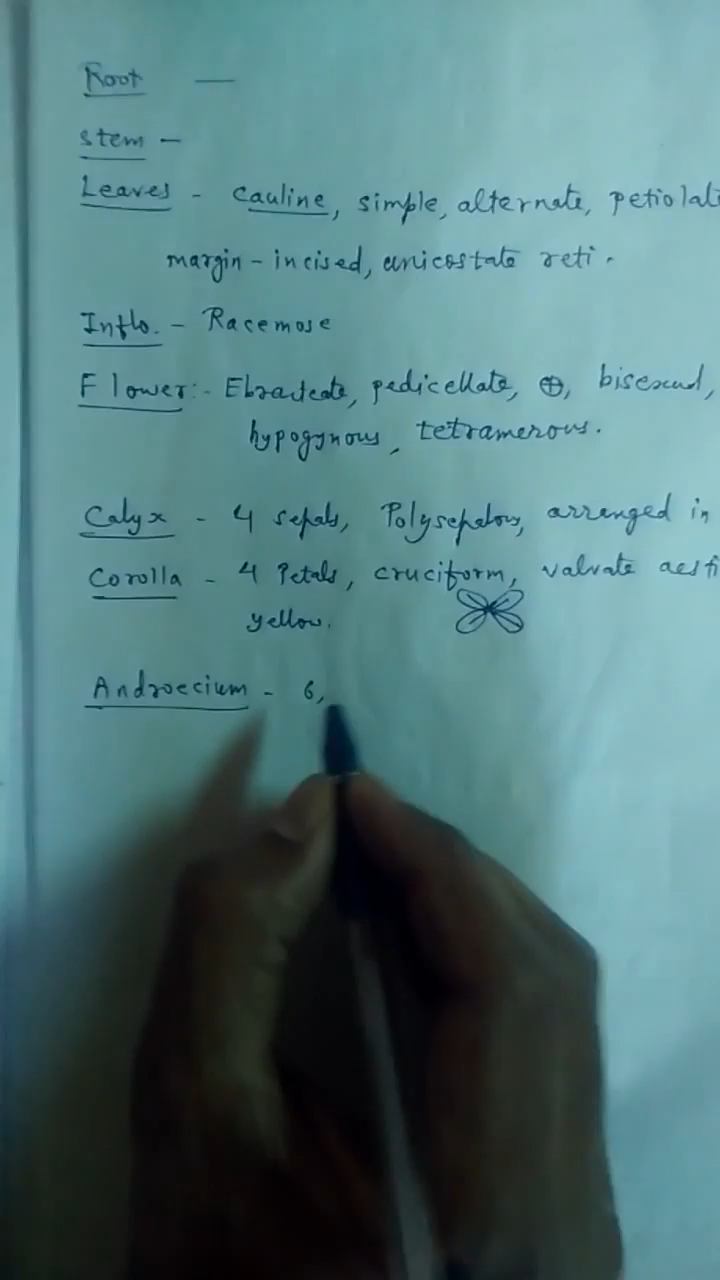 Root —
Stem —
Leaves - cauline, simple, alternate, petiolat
margin - incised, unicostate reti.
Inflo. - Racemose
Flower:- Ebracteate, pedicellate, ⊕, bisexual,
hypogynous, tetramerous.
Calyx - 4 sepals, Polysepalous, arranged in
Corolla - 4 Petals, cruciform, valvate aesti
yellow.
Androecium - 6,